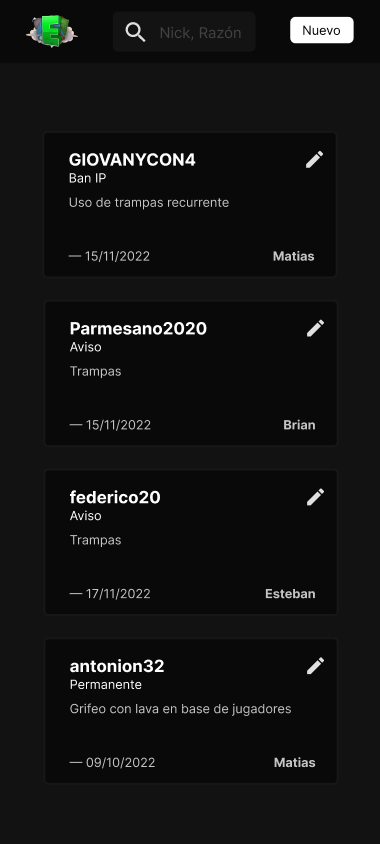 E
Nick, Razón
Nuevo
GIOVANYCON4
Ban IP
Uso de trampas recurrente
— 15/11/2022
Matias
Parmesano2020
Aviso
Trampas
— 15/11/2022
Brian
federico20
Aviso
Trampas
— 17/11/2022
Esteban
antonion32
Permanente
Grifeo con lava en base de jugadores
— 09/10/2022
Matias